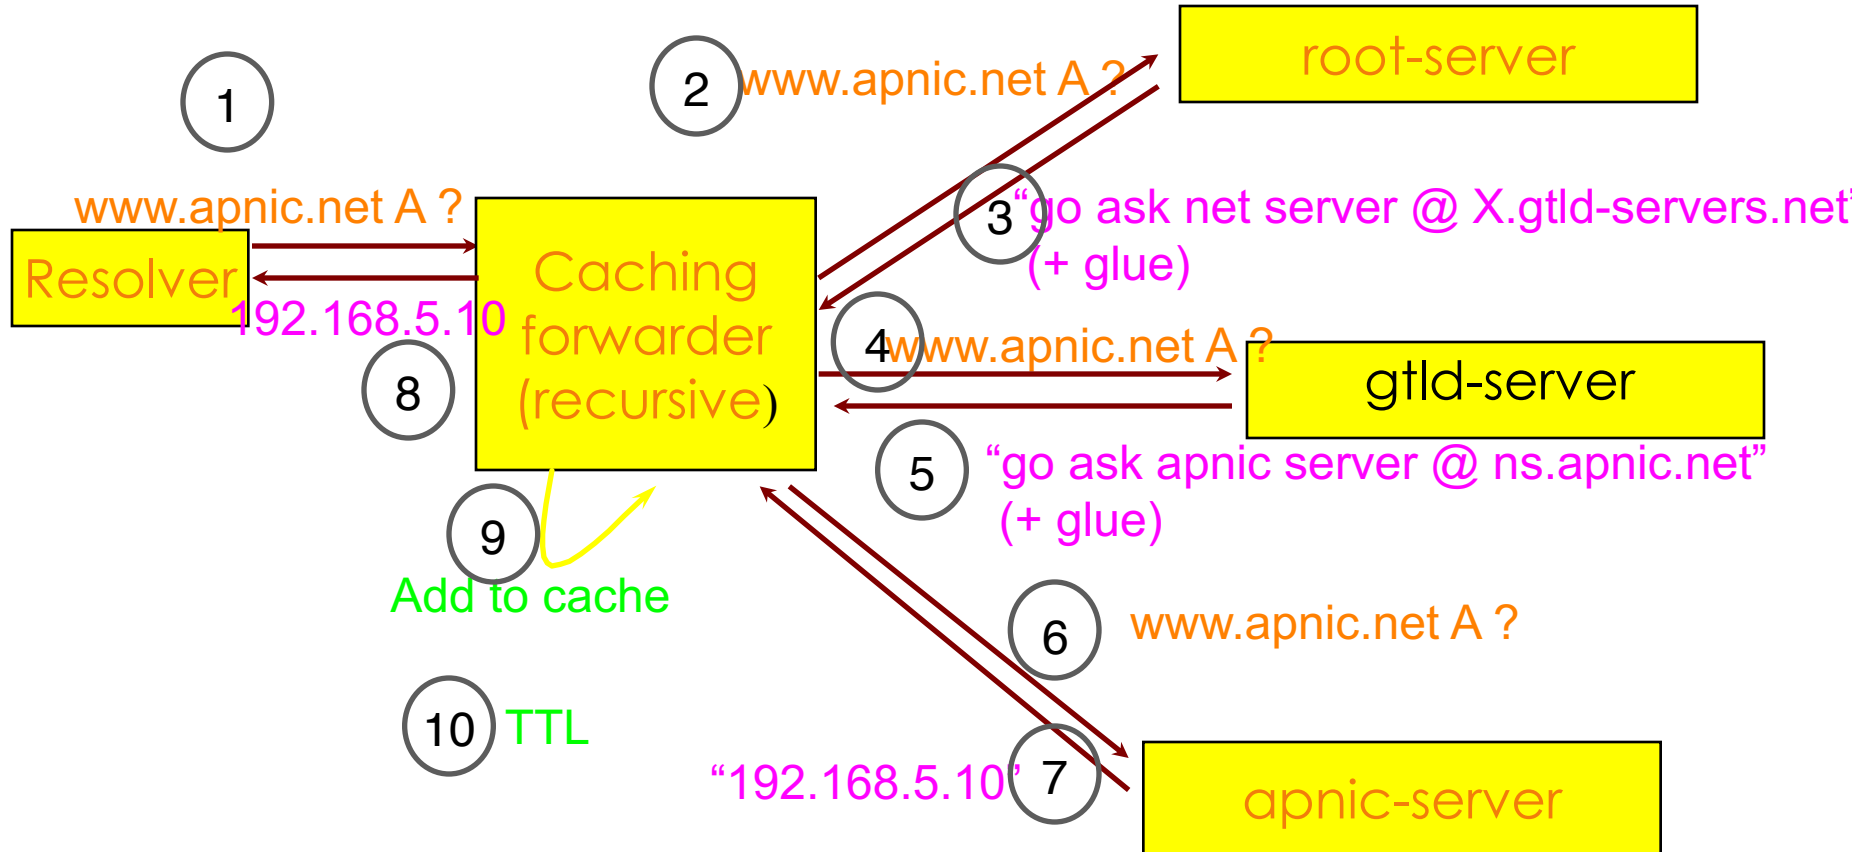 1
www.apnic.net A ?
Resolver
192.168.5.10
8
Caching
forwarder
(recursive)
2
www.apnic.net A ?
root-server
3
“go ask net server @ X.gtld-servers.net”
(+ glue)
4
www.apnic.net A ?
gtld-server
5
“go ask apnic server @ ns.apnic.net”
(+ glue)
9
Add to cache
6
www.apnic.net A ?
10
TTL
“192.168.5.10”
7
apnic-server